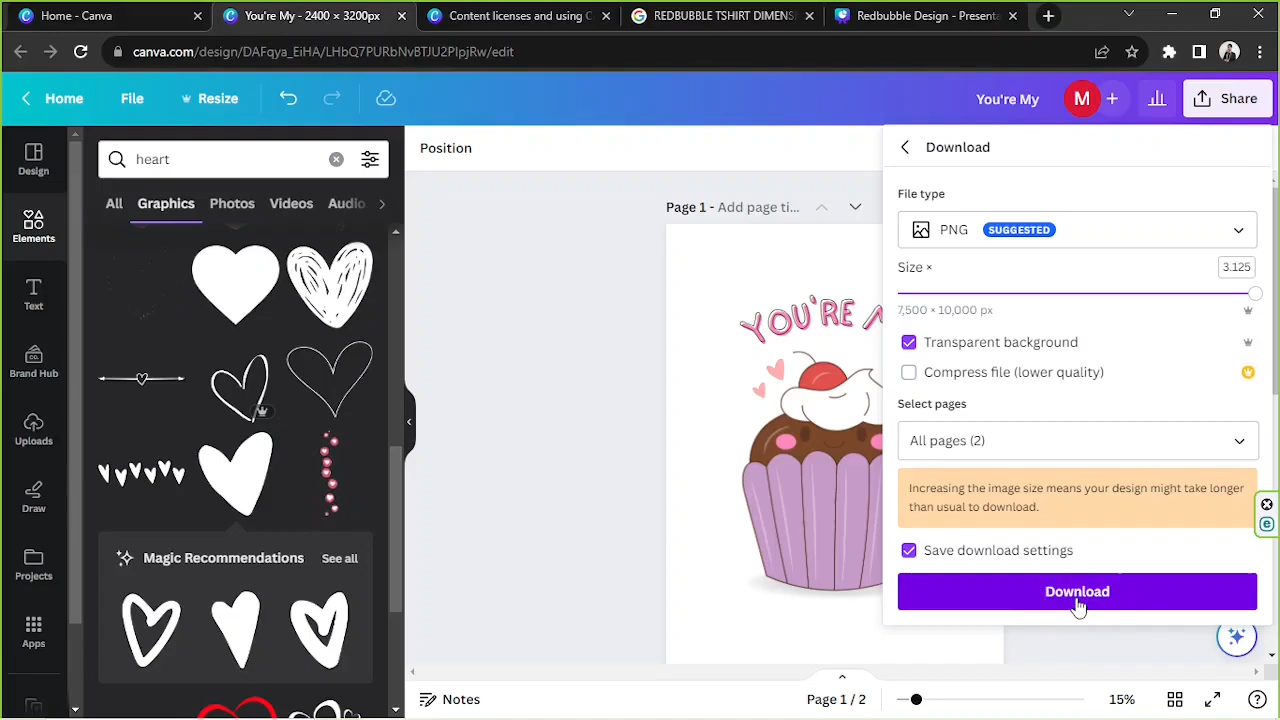 Home - Canva
You're My - 2400 × 3200px
Content licenses and using C
REDBUBBLE TSHIRT DIMENS
Redbubble Design - Presenta
canva.com/design/DAFqya_EiHA/LHbQ7PURbNvBTJU2PIpjRw/edit
Home
File
Resize
You're My
M
Share
Design
Elements
Text
Brand Hub
CO.
Uploads
Draw
Projects
Apps
heart
All
Graphics
Photos
Videos
Audio
Magic Recommendations
See all
Position
Page 1 - Add page ti...
YOU'RE
Download
File type
PNG
SUGGESTED
Size ×
3.125
7,500 × 10,000 px
Transparent background
Compress file (lower quality)
Select pages
All pages (2)
Increasing the image size means your design might take longer
than usual to download.
Save download settings
Download
Notes
Page 1 / 2
15%